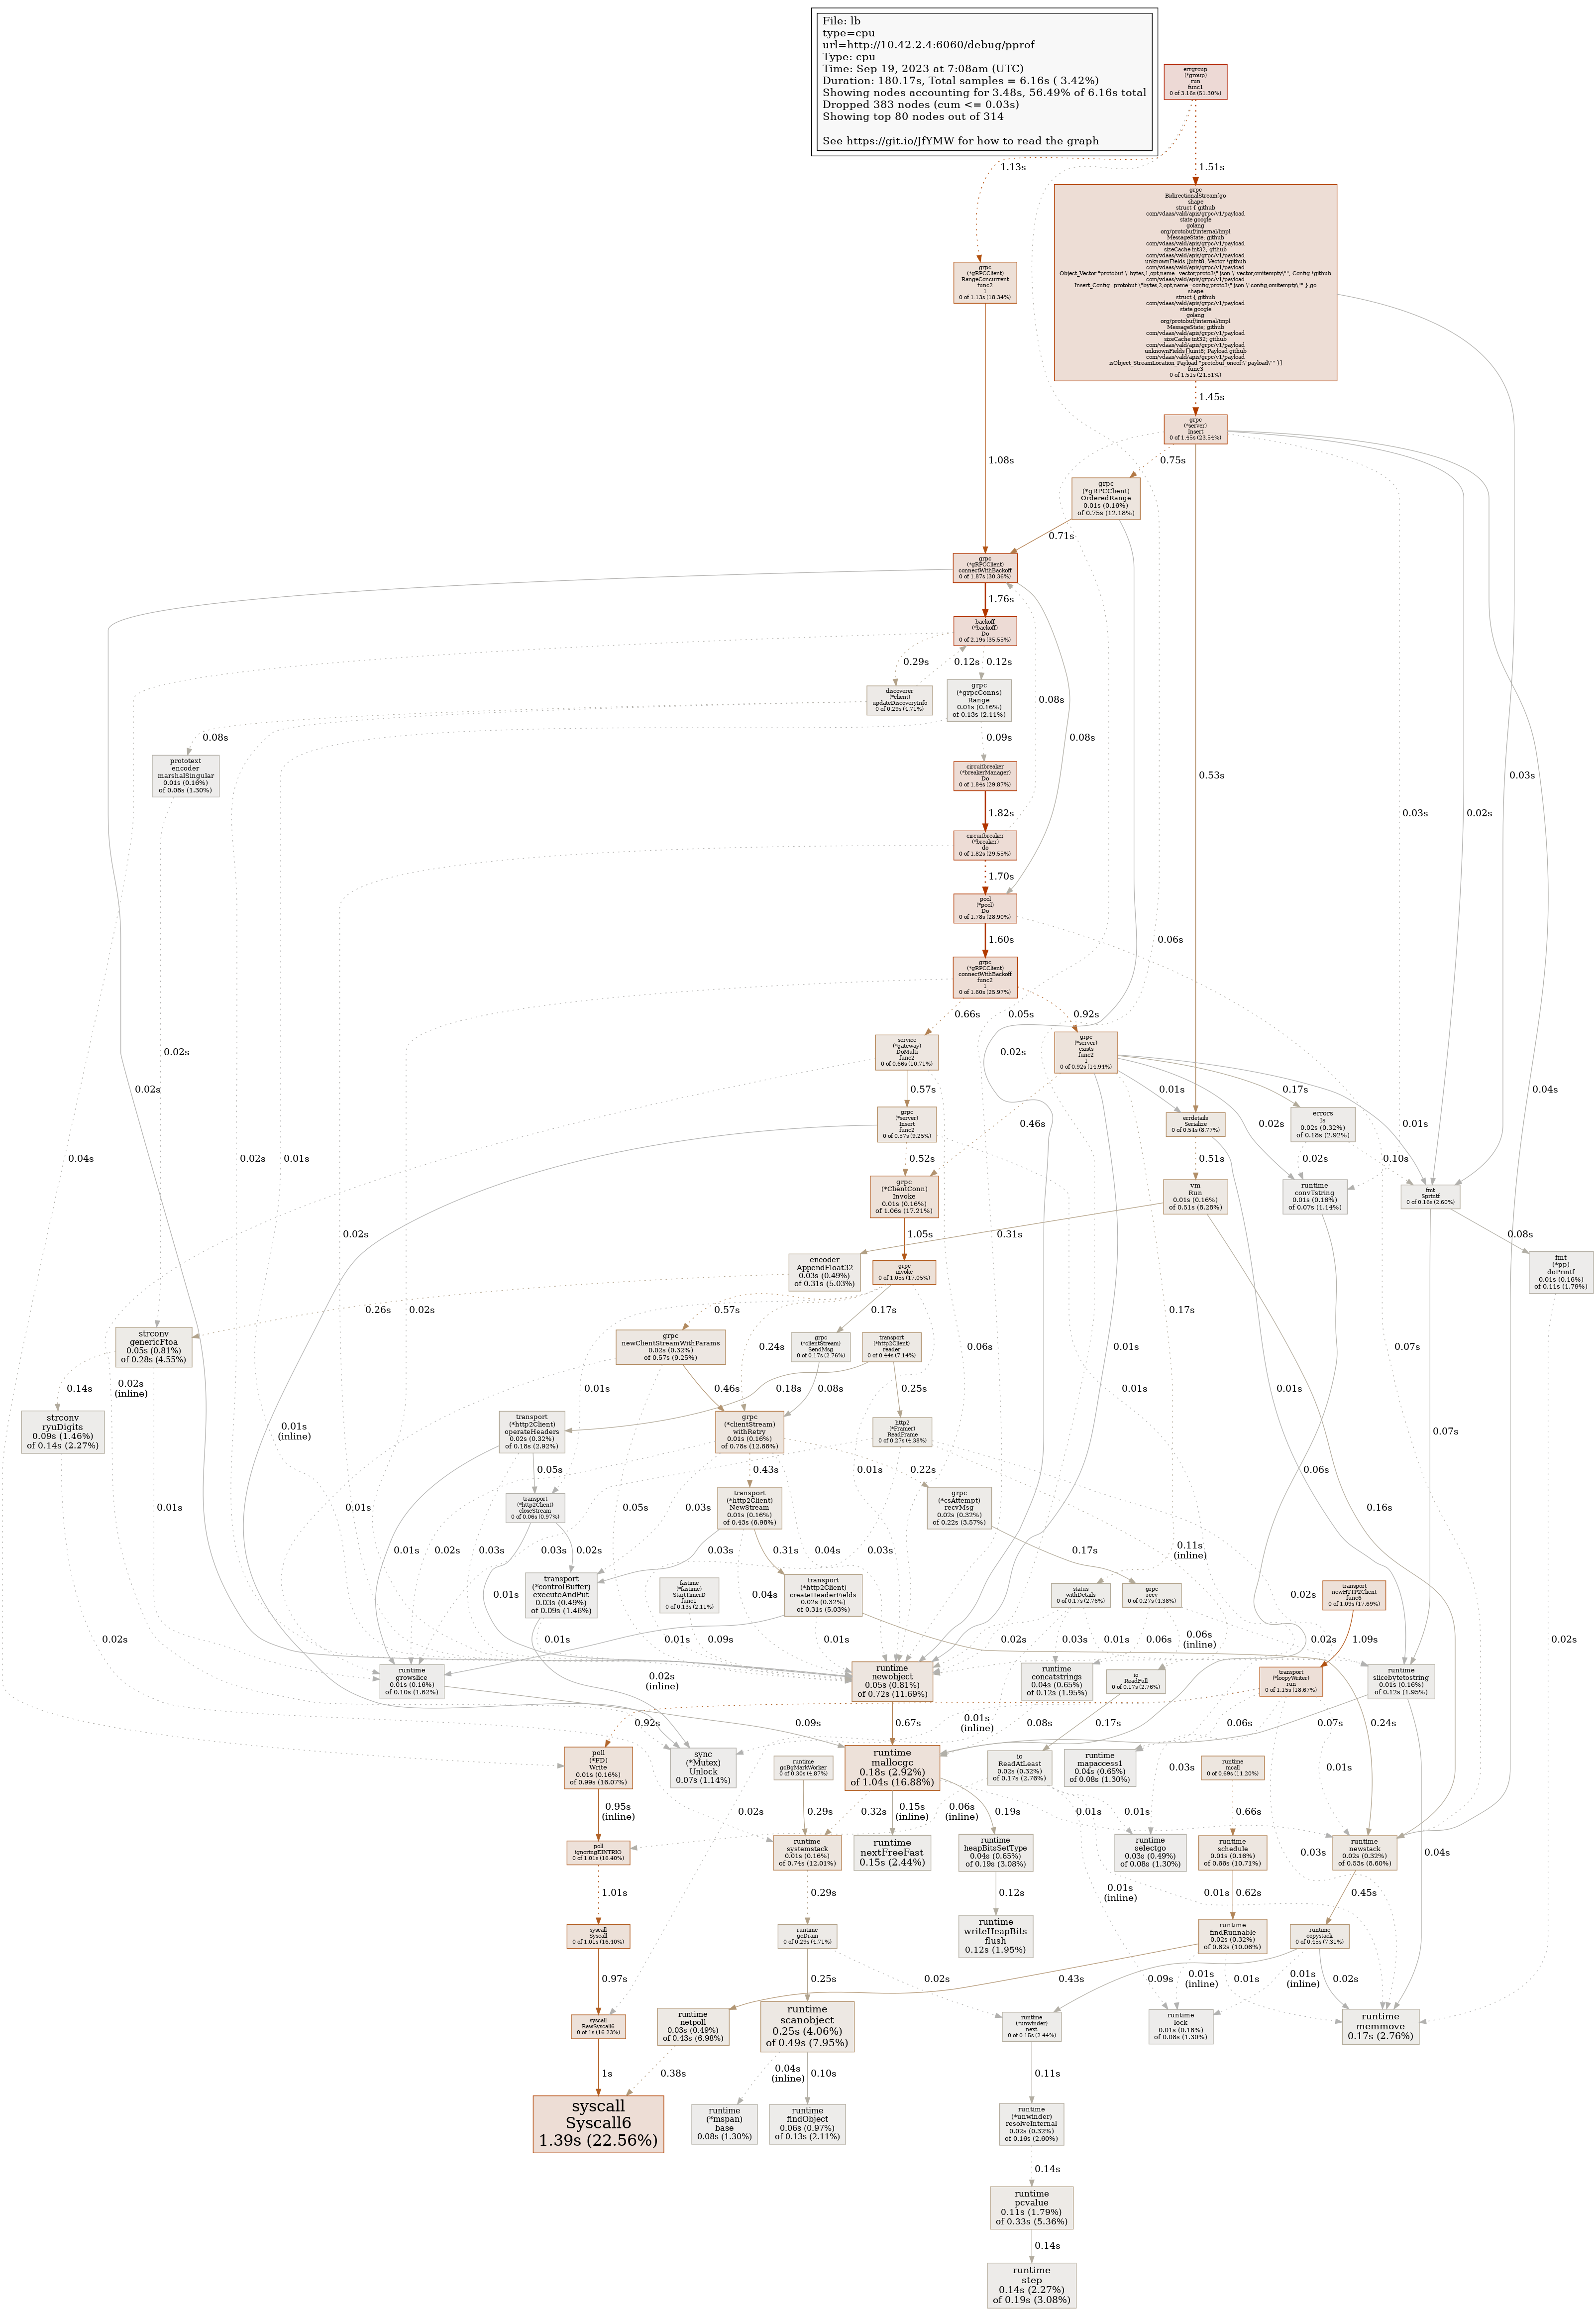 File: lb
type=cpu
url=http://10.42.2.4:6060/debug/pprof
Type: cpu
Time: Sep 19, 2023 at 7:08am (UTC)
Duration: 180.17s, Total samples = 6.16s ( 3.42%)
Showing nodes accounting for 3.48s, 56.49% of 6.16s total
Dropped 383 nodes (cum <= 0.03s)
Showing top 80 nodes out of 314
See https://git.io/JfYMW for how to read the graph
errgroup
(*group)
run
func1
0 of 3.16s (51.30%)
1.13s
1.51s
grpc
BidirectionalStream[go
shape
struct { github
com/vdaas/vald/apis/grpc/v1/payload
state google
golang
org/protobuf/internal/impl
MessageState; github
com/vdaas/vald/apis/grpc/v1/payload
sizeCache int32; github
com/vdaas/vald/apis/grpc/v1/payload
unknownFields []uint8; Vector *github
com/vdaas/vald/apis/grpc/v1/payload
Object_Vector "protobuf:\"bytes,1,opt,name=vector,proto3\" json:\"vector,omitempty\""; Config *github
com/vdaas/vald/apis/grpc/v1/payload
Insert_Config "protobuf:\"bytes,2,opt,name=config,proto3\" json:\"config,omitempty\"" },go
shape
struct { github
com/vdaas/vald/apis/grpc/v1/payload
state google
golang
org/protobuf/internal/impl
MessageState; github
com/vdaas/vald/apis/grpc/v1/payload
sizeCache int32; github
com/vdaas/vald/apis/grpc/v1/payload
unknownFields []uint8; Payload github
com/vdaas/vald/apis/grpc/v1/payload
isObject_StreamLocation_Payload "protobuf_oneof:\"payload\"" }]
func3
0 of 1.51s (24.51%)
grpc
(*gRPCClient)
RangeConcurrent
func2
1
0 of 1.13s (18.34%)
1.45s
grpc
(*server)
Insert
0 of 1.45s (23.54%)
1.08s
0.75s
grpc
(*gRPCClient)
OrderedRange
0.01s (0.16%)
of 0.75s (12.18%)
0.71s
grpc
(*gRPCClient)
connectWithBackoff
0 of 1.87s (30.36%)
1.76s
backoff
(*backoff)
Do
0 of 2.19s (35.55%)
0.29s
0.12s
0.12s
discoverer
(*client)
updateDiscoveryInfo
0 of 0.29s (4.71%)
grpc
(*grpcConns)
Range
0.01s (0.16%)
of 0.13s (2.11%)
0.08s
0.08s
0.08s
0.09s
prototext
encoder
marshalSingular
0.01s (0.16%)
of 0.08s (1.30%)
circuitbreaker
(*breakerManager)
Do
0 of 1.84s (29.87%)
0.53s
0.03s
1.82s
0.03s
0.02s
circuitbreaker
(*breaker)
do
0 of 1.82s (29.55%)
1.70s
pool
(*pool)
Do
0 of 1.78s (28.90%)
1.60s
0.06s
grpc
(*gRPCClient)
connectWithBackoff
func2
1
0 of 1.60s (25.97%)
0.66s
0.05s
0.92s
0.02s
0.02s
service
(*gateway)
DoMulti
func2
0 of 0.66s (10.71%)
grpc
(*server)
exists
func2
1
0 of 0.92s (14.94%)
0.02s
0.57s
0.01s
0.17s
0.04s
grpc
(*server)
Insert
func2
0 of 0.57s (9.25%)
0.46s
errdetails
Serialize
0 of 0.54s (8.77%)
0.02s
errors
Is
0.02s (0.32%)
of 0.18s (2.92%)
0.01s
0.04s
0.02s
0.01s
0.52s
0.51s
0.02s
0.10s
grpc
(*ClientConn)
Invoke
0.01s (0.16%)
of 1.06s (17.21%)
vm
Run
0.01s (0.16%)
of 0.51s (8.28%)
runtime
convTstring
0.01s (0.16%)
of 0.07s (1.14%)
fmt
Sprintf
0 of 0.16s (2.60%)
0.02s
1.05s
0.31s
0.08s
encoder
AppendFloat32
0.03s (0.49%)
of 0.31s (5.03%)
grpc
invoke
0 of 1.05s (17.05%)
fmt
(*pp)
doPrintf
0.01s (0.16%)
of 0.11s (1.79%)
0.26s
0.02s
0.57s
0.17s
0.17s
strconv
genericFtoa
0.05s (0.81%)
of 0.28s (4.55%)
grpc
newClientStreamWithParams
0.02s (0.32%)
of 0.57s (9.25%)
0.24s
grpc
(*clientStream)
SendMsg
0 of 0.17s (2.76%)
transport
(*http2Client)
reader
0 of 0.44s (7.14%)
0.06s
0.01s
0.07s
0.14s
0.02s
(inline)
0.01s
0.46s
0.18s
0.08s
0.25s
0.01s
0.01s
strconv
ryuDigits
0.09s (1.46%)
of 0.14s (2.27%)
0.01s
(inline)
transport
(*http2Client)
operateHeaders
0.02s (0.32%)
of 0.18s (2.92%)
grpc
(*clientStream)
withRetry
0.01s (0.16%)
of 0.78s (12.66%)
http2
(*Framer)
ReadFrame
0 of 0.27s (4.38%)
0.07s
0.05s
0.43s
0.01s
0.22s
0.06s
transport
(*http2Client)
closeStream
0 of 0.06s (0.97%)
transport
(*http2Client)
NewStream
0.01s (0.16%)
of 0.43s (6.98%)
grpc
(*csAttempt)
recvMsg
0.02s (0.32%)
of 0.22s (3.57%)
0.01s
0.01s
0.05s
0.03s
0.16s
0.01s
0.02s
0.03s
0.03s
0.02s
0.03s
0.31s
0.04s
0.03s
0.17s
0.11s
(inline)
transport
(*controlBuffer)
executeAndPut
0.03s (0.49%)
of 0.09s (1.46%)
fastime
(*fastime)
StartTimerD
func1
0 of 0.13s (2.11%)
transport
(*http2Client)
createHeaderFields
0.02s (0.32%)
of 0.31s (5.03%)
status
withDetails
0 of 0.17s (2.76%)
grpc
recv
0 of 0.27s (4.38%)
transport
newHTTP2Client
func6
0 of 1.09s (17.69%)
0.01s
0.04s
0.02s
0.02s
0.01s
0.01s
0.09s
0.01s
0.02s
0.03s
0.01s
0.06s
0.06s
(inline)
0.02s
1.09s
0.02s
runtime
growslice
0.01s (0.16%)
of 0.10s (1.62%)
0.02s
(inline)
runtime
newobject
0.05s (0.81%)
of 0.72s (11.69%)
runtime
concatstrings
0.04s (0.65%)
of 0.12s (1.95%)
io
ReadFull
0 of 0.17s (2.76%)
transport
(*loopyWriter)
run
0 of 1.15s (18.67%)
runtime
slicebytetostring
0.01s (0.16%)
of 0.12s (1.95%)
0.92s
0.09s
0.67s
0.01s
(inline)
0.08s
0.17s
0.06s
0.07s
0.24s
poll
(*FD)
Write
0.01s (0.16%)
of 0.99s (16.07%)
sync
(*Mutex)
Unlock
0.07s (1.14%)
runtime
gcBgMarkWorker
0 of 0.30s (4.87%)
runtime
mallocgc
0.18s (2.92%)
of 1.04s (16.88%)
io
ReadAtLeast
0.02s (0.32%)
of 0.17s (2.76%)
runtime
mapaccess1
0.04s (0.65%)
of 0.08s (1.30%)
0.03s
runtime
mcall
0 of 0.69s (11.20%)
0.01s
0.95s
(inline)
0.02s
0.29s
0.32s
0.15s
(inline)
0.06s
(inline)
0.19s
0.01s
0.01s
0.66s
poll
ignoringEINTRIO
0 of 1.01s (16.40%)
runtime
systemstack
0.01s (0.16%)
of 0.74s (12.01%)
runtime
nextFreeFast
0.15s (2.44%)
runtime
heapBitsSetType
0.04s (0.65%)
of 0.19s (3.08%)
runtime
selectgo
0.03s (0.49%)
of 0.08s (1.30%)
runtime
schedule
0.01s (0.16%)
of 0.66s (10.71%)
0.03s
runtime
newstack
0.02s (0.32%)
of 0.53s (8.60%)
0.04s
1.01s
0.29s
0.12s
0.01s
(inline)
0.01s
0.62s
0.45s
syscall
Syscall
0 of 1.01s (16.40%)
runtime
gcDrain
0 of 0.29s (4.71%)
runtime
writeHeapBits
flush
0.12s (1.95%)
runtime
findRunnable
0.02s (0.32%)
of 0.62s (10.06%)
runtime
copystack
0 of 0.45s (7.31%)
0.97s
0.25s
0.02s
0.43s
0.09s
0.01s
(inline)
0.01s
0.01s
(inline)
0.02s
0.02s
syscall
RawSyscall6
0 of 1s (16.23%)
runtime
netpoll
0.03s (0.49%)
of 0.43s (6.98%)
runtime
scanobject
0.25s (4.06%)
of 0.49s (7.95%)
runtime
(*unwinder)
next
0 of 0.15s (2.44%)
runtime
lock
0.01s (0.16%)
of 0.08s (1.30%)
runtime
memmove
0.17s (2.76%)
1s
0.38s
0.04s
(inline)
0.10s
0.11s
syscall
Syscall6
1.39s (22.56%)
runtime
(*mspan)
base
0.08s (1.30%)
runtime
findObject
0.06s (0.97%)
of 0.13s (2.11%)
runtime
(*unwinder)
resolveInternal
0.02s (0.32%)
of 0.16s (2.60%)
0.14s
runtime
pcvalue
0.11s (1.79%)
of 0.33s (5.36%)
0.14s
runtime
step
0.14s (2.27%)
of 0.19s (3.08%)